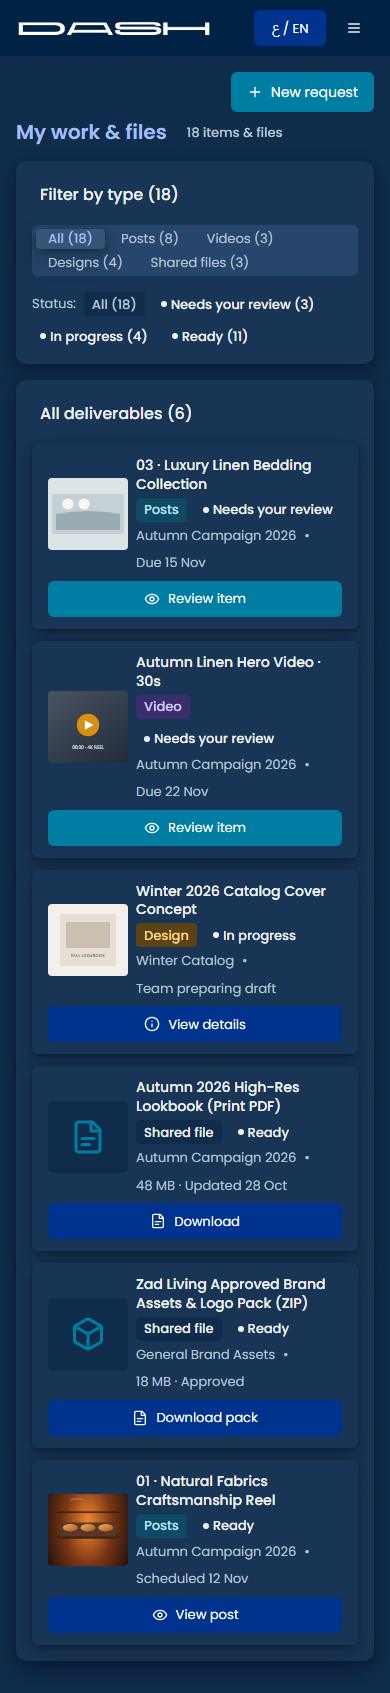 DASH
ع / EN
New request
My work & files
18 items & files
Filter by type (18)
All (18)
Posts (8)
Videos (3)
Designs (4)
Shared files (3)
Status:
All (18)
Needs your review (3)
In progress (4)
Ready (11)
All deliverables (6)
03 · Luxury Linen Bedding
Collection
Posts
Needs your review
Autumn Campaign 2026 •
Due 15 Nov
Review item
Autumn Linen Hero Video ·
30s
Video
Needs your review
00:30 · 4K REEL
Autumn Campaign 2026 •
Due 22 Nov
Review item
Winter 2026 Catalog Cover
Concept
Design
In progress
FALL LOOKBOOK
Winter Catalog •
Team preparing draft
View details
Autumn 2026 High-Res
Lookbook (Print PDF)
Shared file
Ready
Autumn Campaign 2026 •
48 MB · Updated 28 Oct
Download
Zad Living Approved Brand
Assets & Logo Pack (ZIP)
Shared file
Ready
General Brand Assets •
18 MB · Approved
Download pack
01 · Natural Fabrics
Craftsmanship Reel
Posts
Ready
Autumn Campaign 2026 •
Scheduled 12 Nov
View post